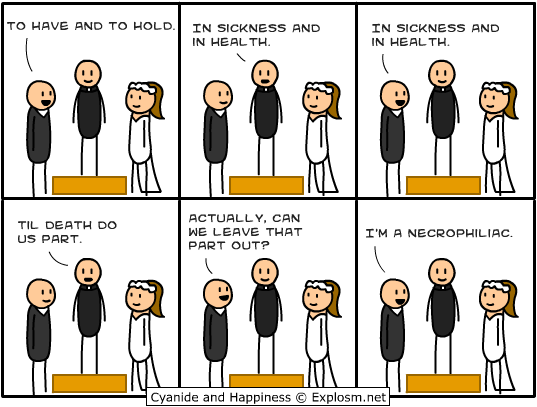 TO HAVE AND TO HOLD.
IN SICKNESS AND
IN HEALTH.
IN SICKNESS AND
IN HEALTH.
TIL DEATH DO
US PART.
ACTUALLY, CAN
WE LEAVE THAT
PART OUT?
I'M A NECROPHILIAC.
Cyanide and Happiness © Explosm.net